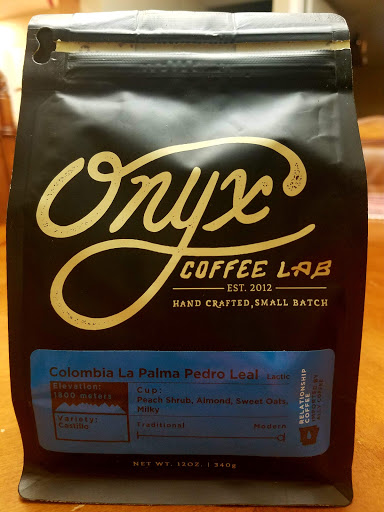 Onyx
COFFEE LAB
EST. 2012
HAND CRAFTED, SMALL BATCH
Colombia La Palma Pedro Leal Lactic
Elevation:
1800 meters
Cup:
Peach Shrub, Almond, Sweet Oats,
Milky
Variety:
Castillo
Traditional Modern
RELATIONSHIP
COFFEE
NET WT. 12OZ. | 340g